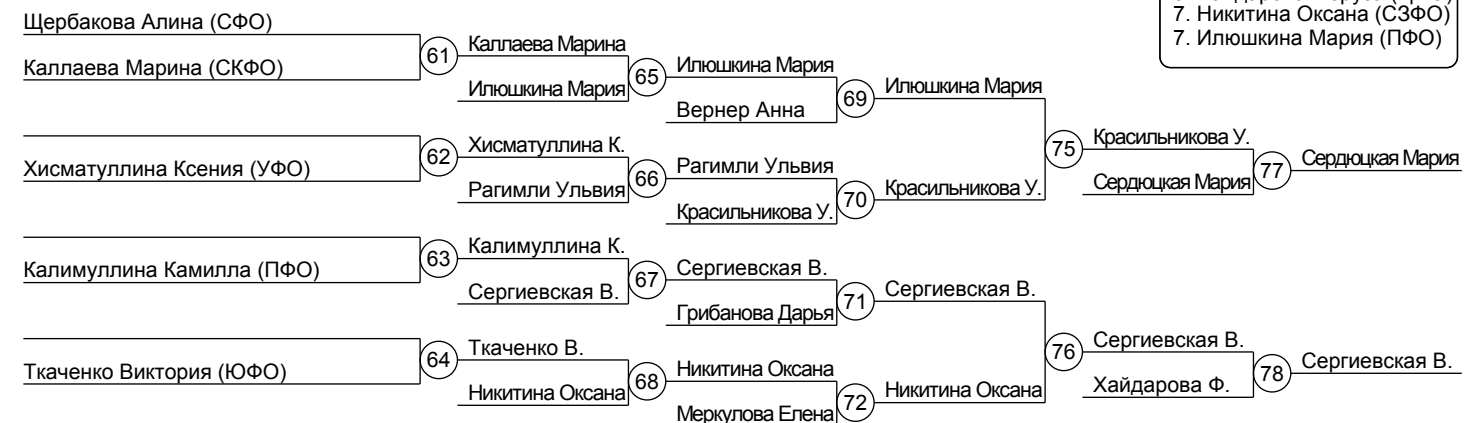 7. Никитина Оксана (СЗФО)
7. Илюшкина Мария (ПФО)
Щербакова Алина (СФО)
Каллаева Марина (СКФО)
61
Каллаева Марина
Илюшкина Мария
65
Илюшкина Мария
Вернер Анна
69
Илюшкина Мария
Хисматуллина Ксения (УФО)
62
Хисматуллина К.
Рагимли Ульвия
66
Рагимли Ульвия
Красильникова У.
70
Красильникова У.
75
Красильникова У.
Сердюцкая Мария
77
Сердюцкая Мария
Калимуллина Камилла (ПФО)
63
Калимуллина К.
Сергиевская В.
67
Сергиевская В.
Грибанова Дарья
71
Сергиевская В.
Ткаченко Виктория (ЮФО)
64
Ткаченко В.
Никитина Оксана
68
Никитина Оксана
Меркулова Елена
72
Никитина Оксана
76
Сергиевская В.
Хайдарова Ф.
78
Сергиевская В.